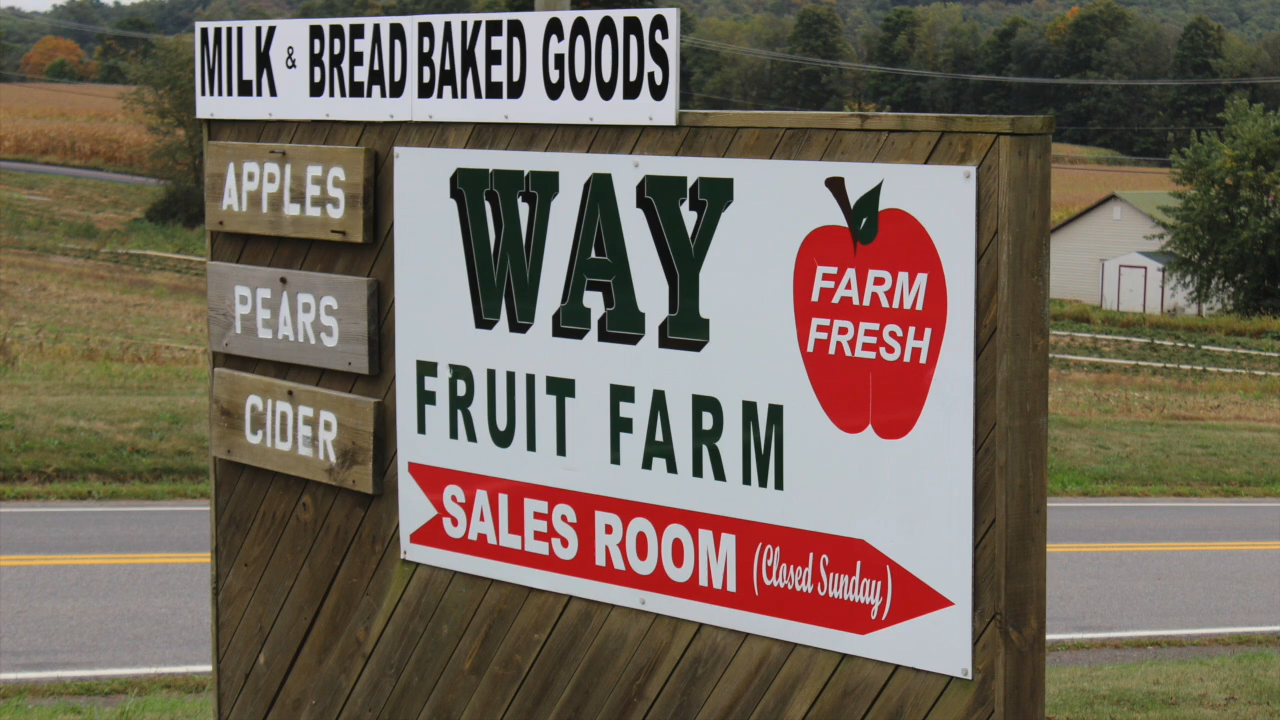 MILK & BREAD BAKED GOODS
APPLES
PEARS
CIDER
WAY
FRUIT FARM
FARM
FRESH
SALES ROOM (Closed Sunday)